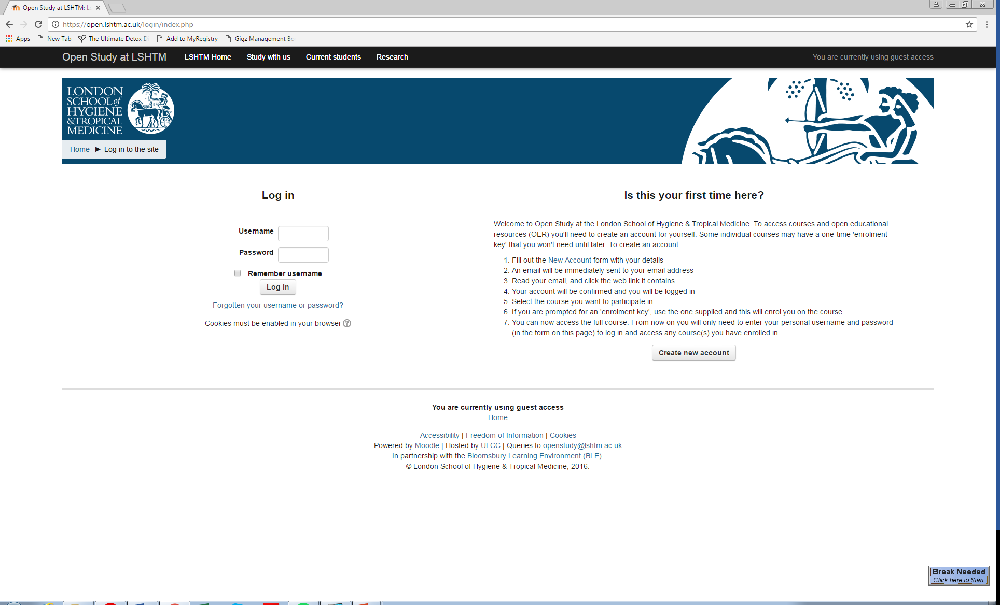 Open Study at LSHTM: Lo
https://open.lshtm.ac.uk/login/index.php
Apps New Tab The Ultimate Detox D Add to MyRegistry Gigz Management Bo
Open Study at LSHTM LSHTM Home Study with us Current students Research You are currently using guest access
LONDON
SCHOOL of
HYGIENE
& TROPICAL
MEDICINE
Home ► Log in to the site
Log in
Username
Password
Remember username
Log in
Forgotten your username or password?
Cookies must be enabled in your browser
Is this your first time here?
Welcome to Open Study at the London School of Hygiene & Tropical Medicine. To access courses and open educational
resources (OER) you'll need to create an account for yourself. Some individual courses may have a one-time 'enrolment
key' that you won't need until later. To create an account:
1. Fill out the New Account form with your details
2. An email will be immediately sent to your email address
3. Read your email, and click the web link it contains
4. Your account will be confirmed and you will be logged in
5. Select the course you want to participate in
6. If you are prompted for an 'enrolment key', use the one supplied and this will enrol you on the course
7. You can now access the full course. From now on you will only need to enter your personal username and password
(in the form on this page) to log in and access any course(s) you have enrolled in.
Create new account
You are currently using guest access
Home
Accessibility | Freedom of Information | Cookies
Powered by Moodle | Hosted by ULCC | Queries to openstudy@lshtm.ac.uk
In partnership with the Bloomsbury Learning Environment (BLE).
© London School of Hygiene & Tropical Medicine, 2016.
Break Needed
Click here to Start